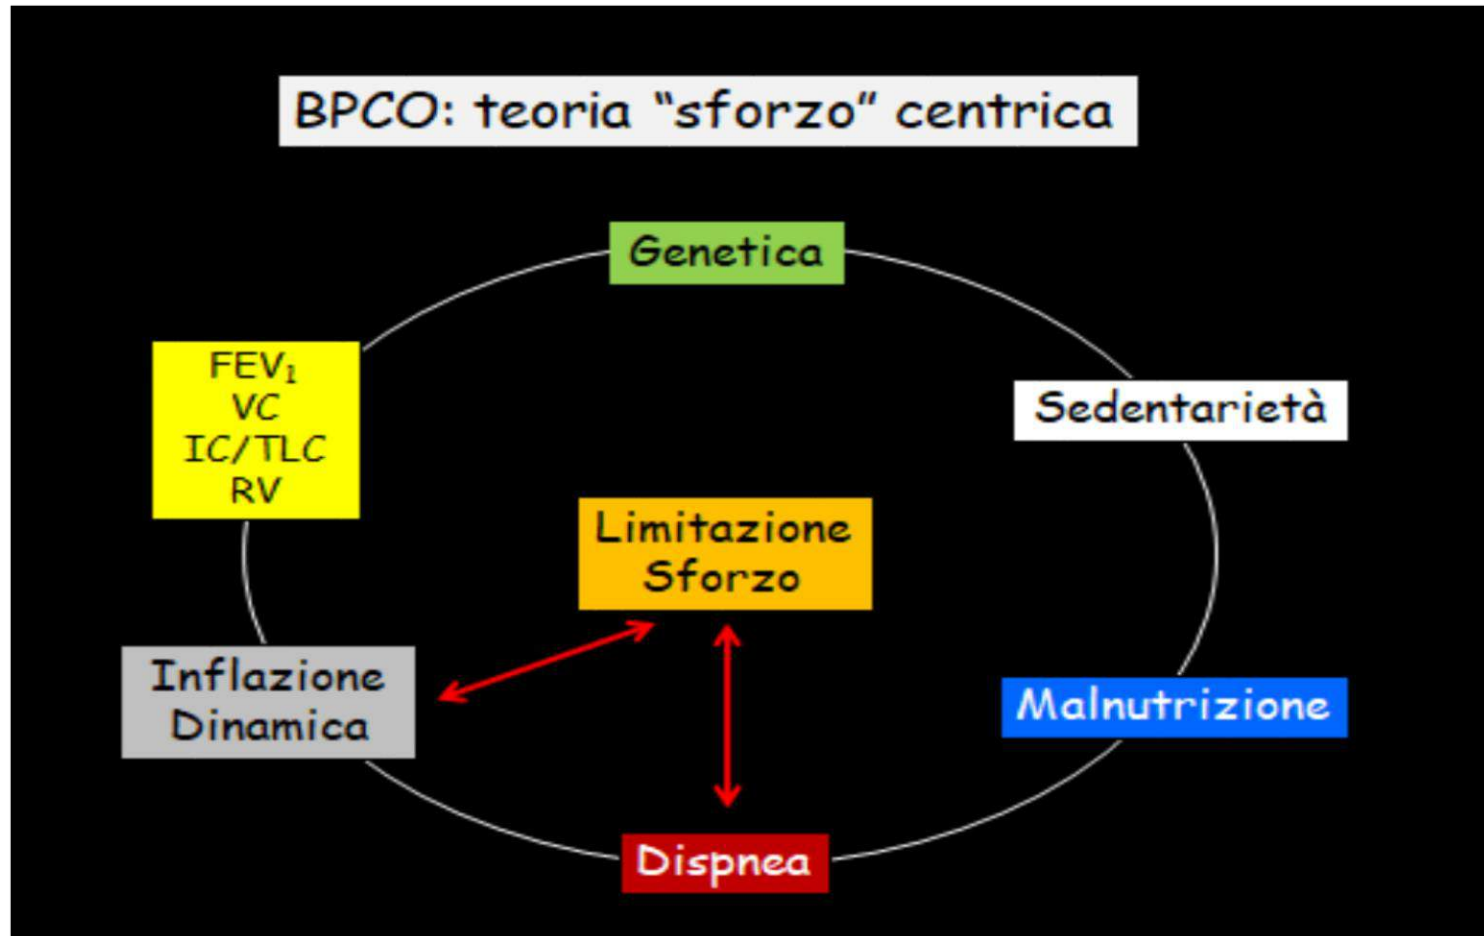 BPCO: teoria “sforzo” centrica
Genetica
FEV₁
VC
IC/TLC
RV
Sedentarietà
Limitazione
Sforzo
Inflazione
Dinamica
Malnutrizione
Dispnea